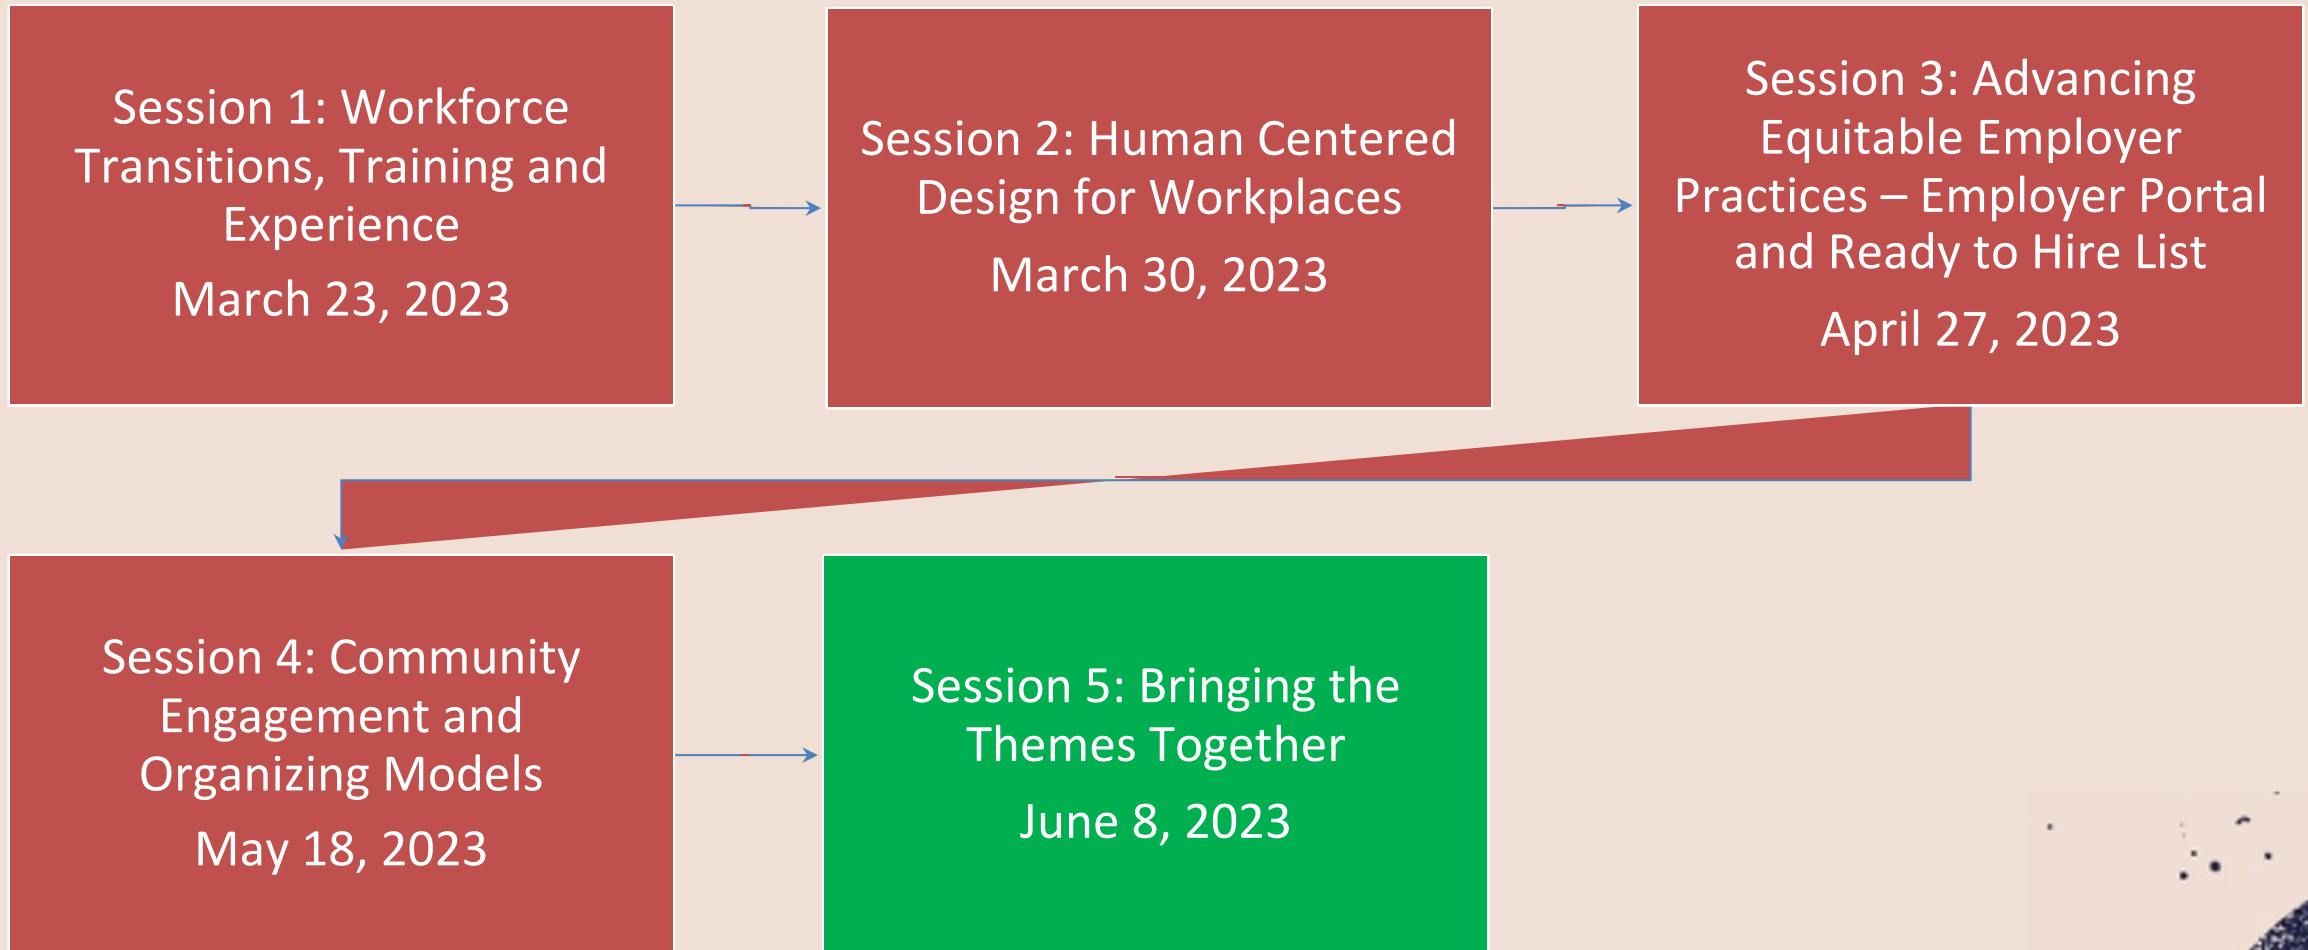 Session 1: Workforce
Transitions, Training and
Experience
March 23, 2023
Session 2: Human Centered
Design for Workplaces
March 30, 2023
Session 3: Advancing
Equitable Employer
Practices – Employer Portal
and Ready to Hire List
April 27, 2023
Session 4: Community
Engagement and
Organizing Models
May 18, 2023
Session 5: Bringing the
Themes Together
June 8, 2023